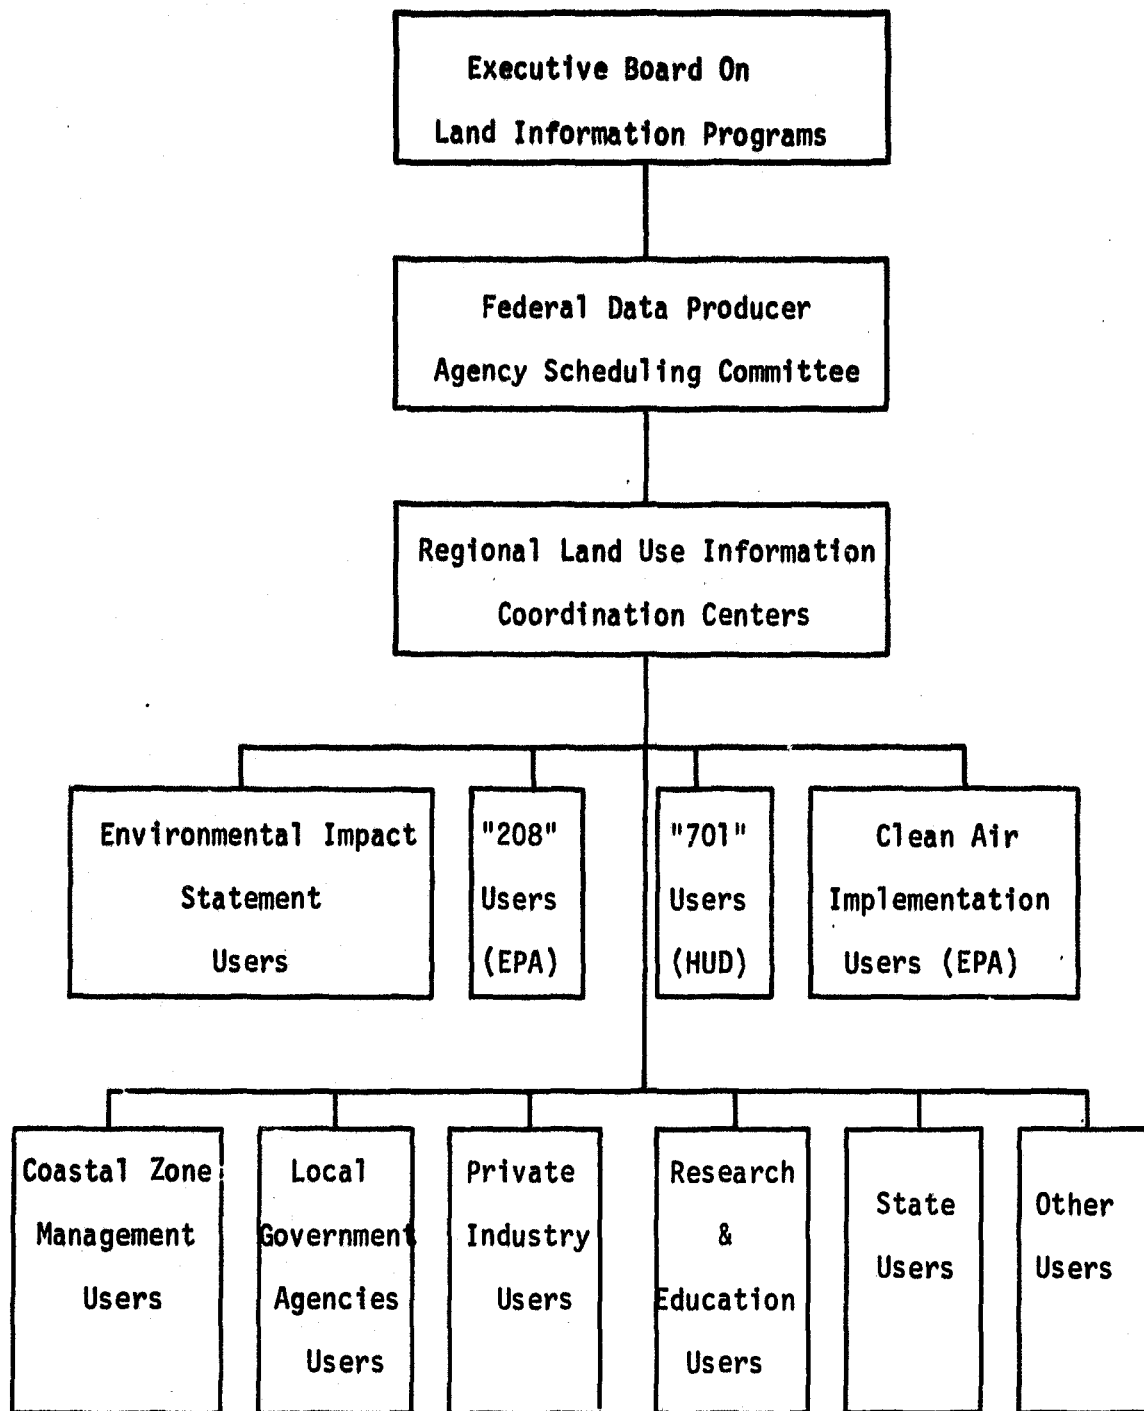 Executive Board On
Land Information Programs
Federal Data Producer
Agency Scheduling Committee
Regional Land Use Information
Coordination Centers
Environmental Impact
Statement
Users
"208"
Users
(EPA)
"701"
Users
(HUD)
Clean Air
Implementation
Users (EPA)
Coastal Zone
Management
Users
Local
Government
Agencies
Users
Private
Industry
Users
Research
&
Education
Users
State
Users
Other
Users